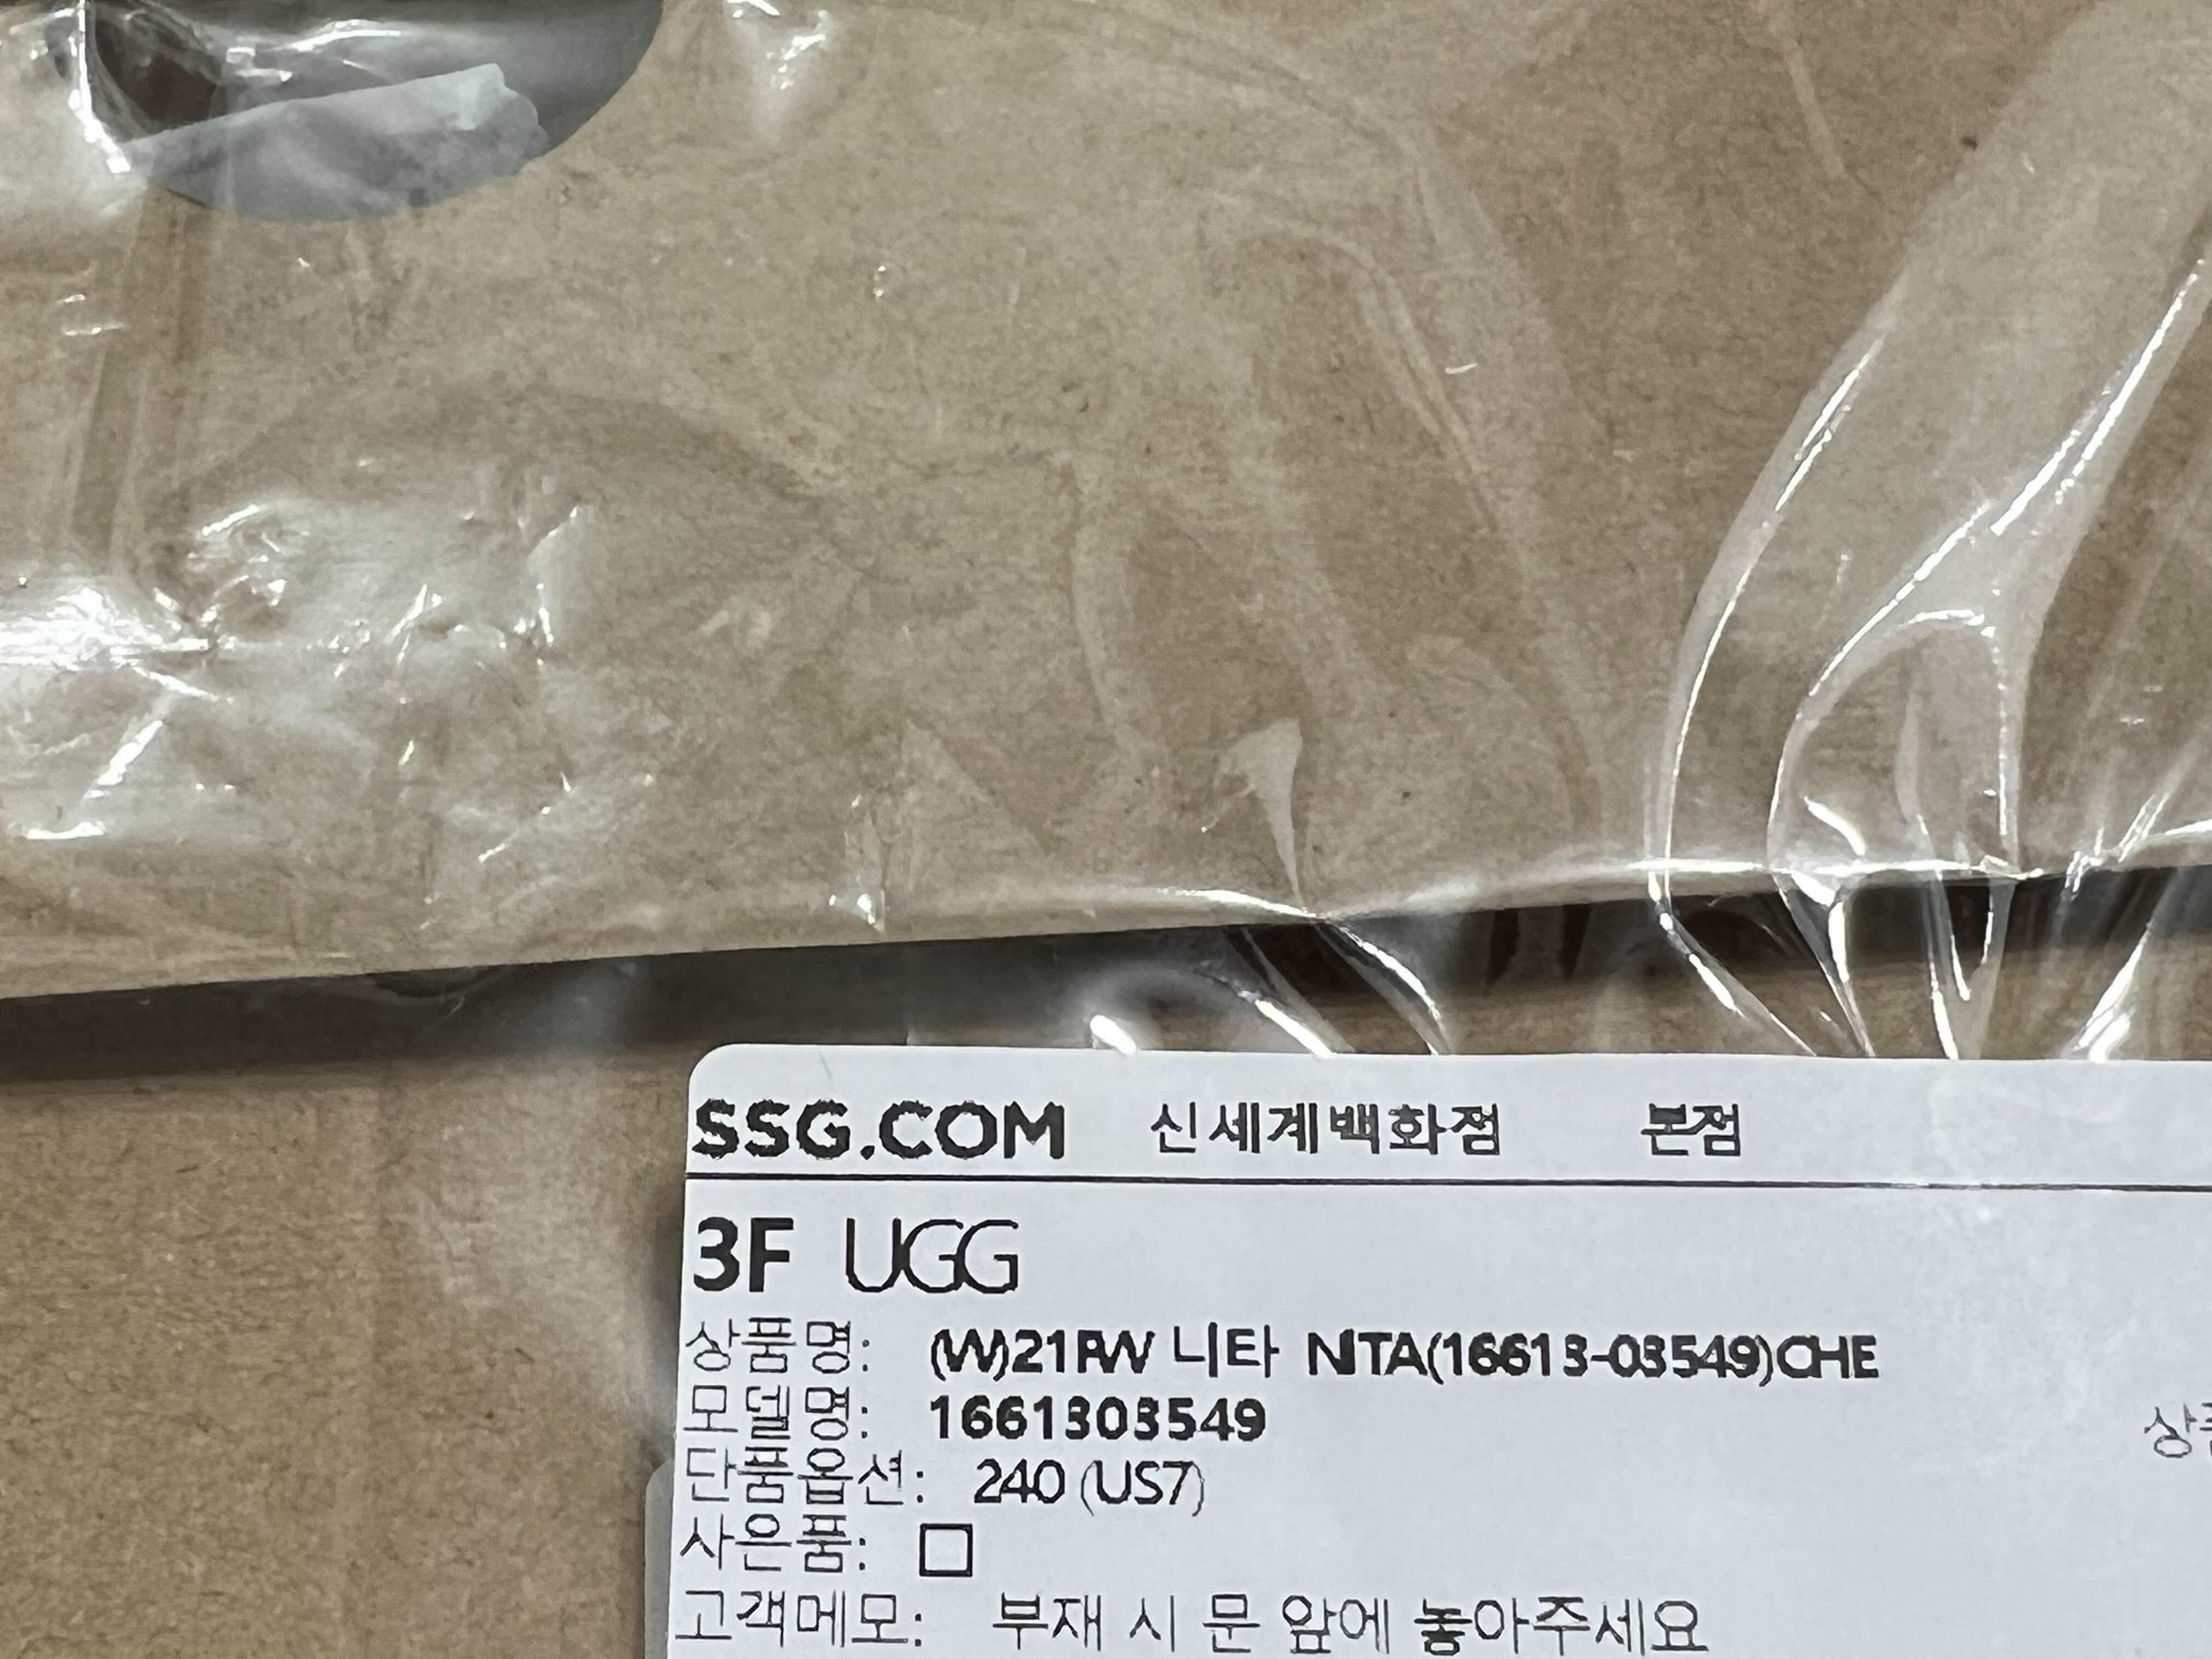 SSG.COM 신세계백화점 본점
3F UGG
상품명: (W)21FW 니타 NITA(16613-03549)CHE
모델명: 1661303549
상품
단품옵션: 240 (US7)
사은품: □
고객메모: 부재 시 문 앞에 놓아주세요